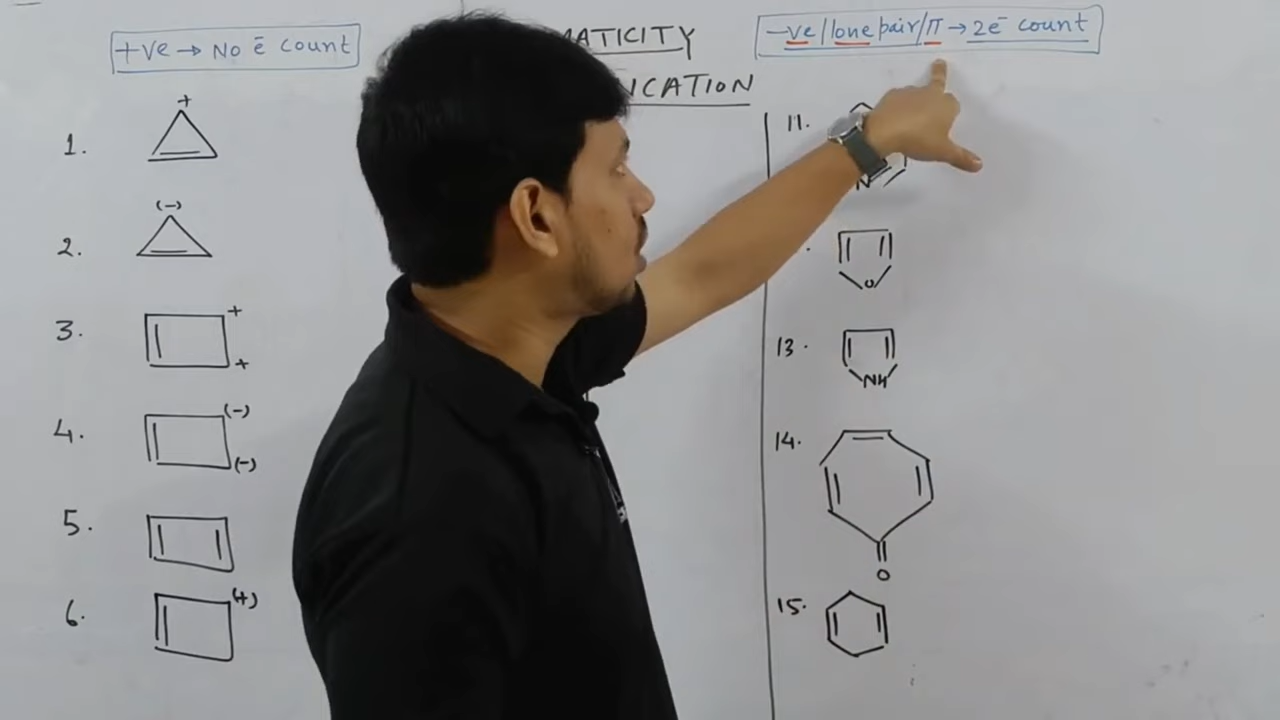 +ve → No ē count
MATICITY
-ve/lone pair/π → 2ē count
ICATION
1.
+
2.
(-)
3.
+
+
4.
(-)
(-)
5.
6.
(+)
11.
N
.
O
13.
NH
14.
O
15.